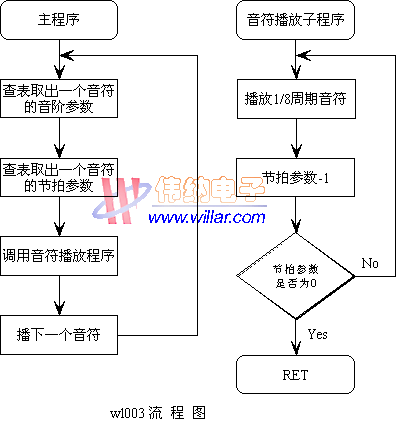 主程序
查表取出一个音符
的音阶参数
查表取出一个音符
的节拍参数
调用音符播放程序
播下一个音符
音符播放子程序
播放1/8周期音符
节拍参数-1
节拍参数
是否为0
No
Yes
RET
伟纳电子
www.willar.com
wl003 流 程 图